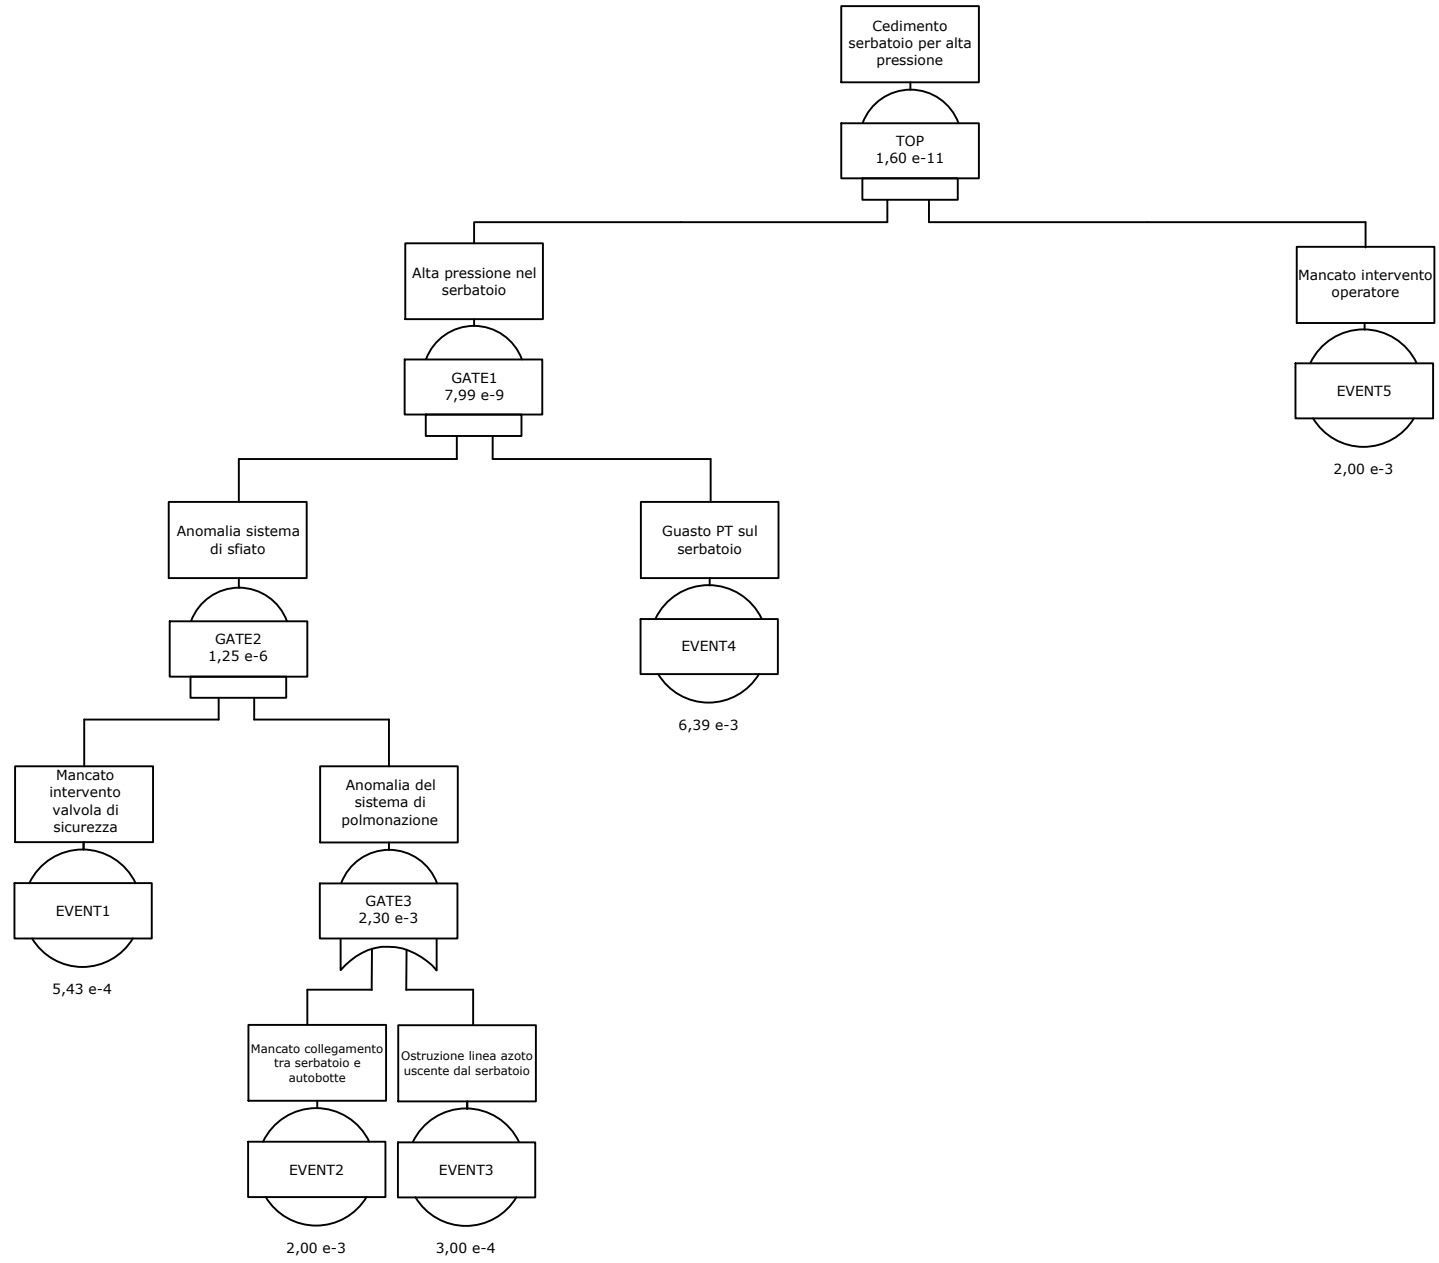 Cedimento
serbatoio per alta
pressione
TOP
1,60 e-11
Alta pressione nel
serbatoio
GATE1
7,99 e-9
Mancato intervento
operatore
EVENT5
2,00 e-3
Anomalia sistema
di sfiato
GATE2
1,25 e-6
Guasto PT sul
serbatoio
EVENT4
6,39 e-3
Mancato
intervento
valvola di
sicurezza
EVENT1
5,43 e-4
Anomalia del
sistema di
polmonazione
GATE3
2,30 e-3
Mancato collegamento
tra serbatoio e
autobotte
EVENT2
2,00 e-3
Ostruzione linea azoto
uscente dal serbatoio
EVENT3
3,00 e-4